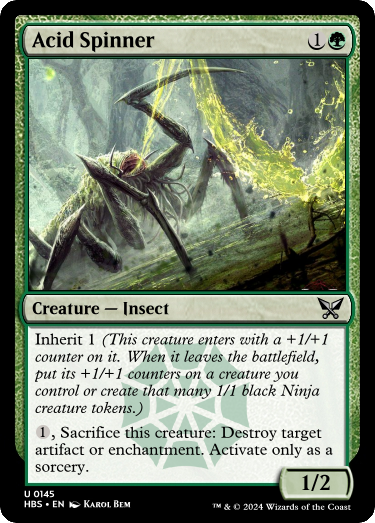 Acid Spinner 1
Creature — Insect
Inherit 1 (This creature enters with a +1/+1
counter on it. When it leaves the battlefield,
put its +1/+1 counters on a creature you
control or create that many 1/1 black Ninja
creature tokens.)
1, Sacrifice this creature: Destroy target
artifact or enchantment. Activate only as a
sorcery.
1/2
U 0145
HBS • EN Karol Bem
™ & © 2024 Wizards of the Coast